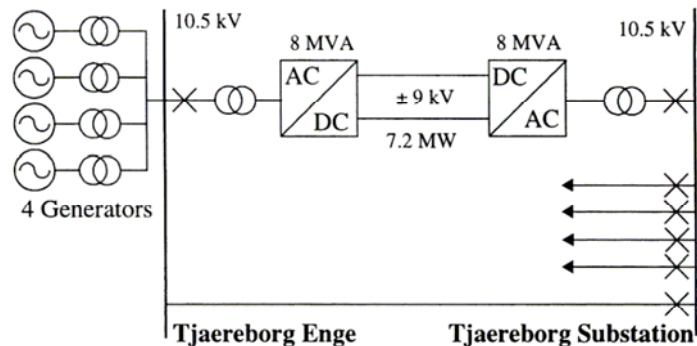 10.5 kV
10.5 kV
8 MVA
8 MVA
AC
DC
± 9 kV
DC
AC
7.2 MW
4 Generators
Tjaereborg Enge
Tjaereborg Substation